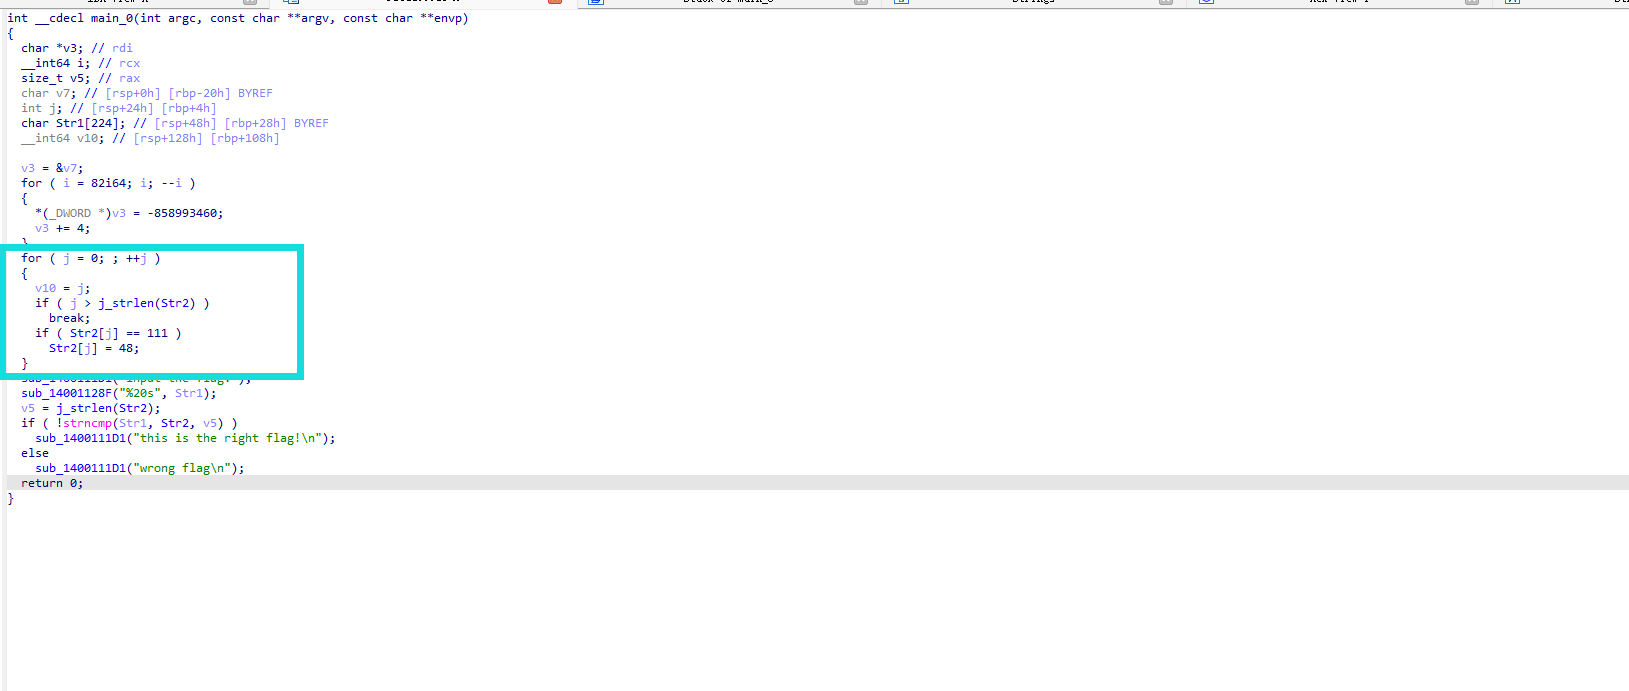 int __cdecl main_0(int argc, const char **argv, const char **envp)
{
char *v3; // rdi
__int64 i; // rcx
size_t v5; // rax
char v7; // [rsp+0h] [rbp-20h] BYREF
int j; // [rsp+24h] [rbp+4h]
char Str1[224]; // [rsp+48h] [rbp+28h] BYREF
__int64 v10; // [rsp+128h] [rbp+108h]
v3 = &v7;
for ( i = 82i64; i; --i )
{
*(_DWORD *)v3 = -858993460;
v3 += 4;
}
for ( j = 0; ; ++j )
{
v10 = j;
if ( j > j_strlen(Str2) )
break;
if ( Str2[j] == 111 )
Str2[j] = 48;
}
sub_1400111D1("input the flag:");
sub_14001128F("%20s", Str1);
v5 = j_strlen(Str2);
if ( !strncmp(Str1, Str2, v5) )
sub_1400111D1("this is the right flag!\n");
else
sub_1400111D1("wrong flag\n");
return 0;
}